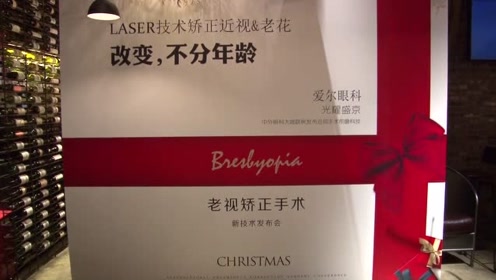 LASER技术矫正近视&老花
改变，不分年龄
爱尔眼科
光耀盛京
Bresbyopia
老视矫正手术
新技术发布会
CHRISTMAS